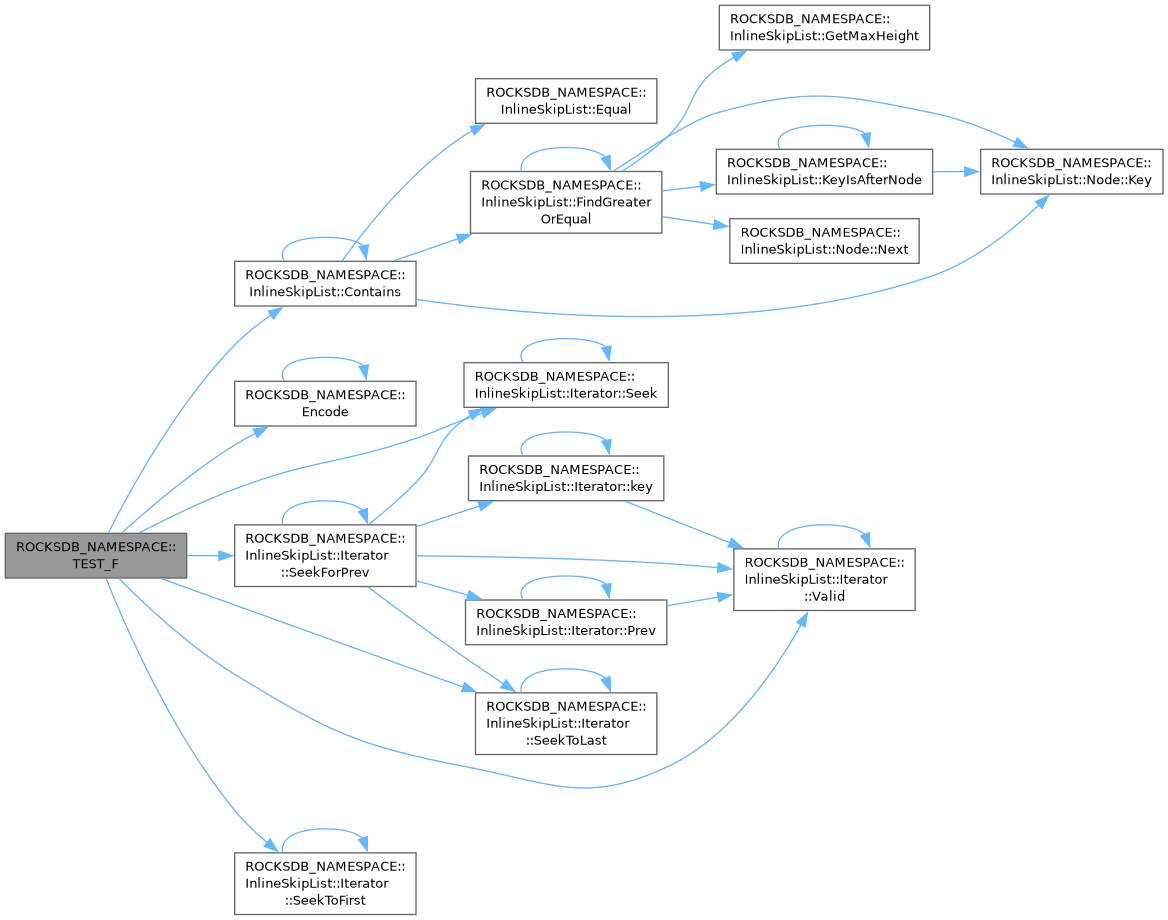 ROCKSDB_NAMESPACE::
InlineSkipList::GetMaxHeight
ROCKSDB_NAMESPACE::
InlineSkipList::Equal
ROCKSDB_NAMESPACE::
InlineSkipList::KeyIsAfterNode
ROCKSDB_NAMESPACE::
InlineSkipList::Node::Key
ROCKSDB_NAMESPACE::
InlineSkipList::FindGreater
OrEqual
ROCKSDB_NAMESPACE::
InlineSkipList::Node::Next
ROCKSDB_NAMESPACE::
InlineSkipList::Contains
ROCKSDB_NAMESPACE::
InlineSkipList::Iterator::Seek
ROCKSDB_NAMESPACE::
Encode
ROCKSDB_NAMESPACE::
InlineSkipList::Iterator::key
ROCKSDB_NAMESPACE::
TEST_F
ROCKSDB_NAMESPACE::
InlineSkipList::Iterator
::SeekForPrev
ROCKSDB_NAMESPACE::
InlineSkipList::Iterator
::Valid
ROCKSDB_NAMESPACE::
InlineSkipList::Iterator::Prev
ROCKSDB_NAMESPACE::
InlineSkipList::Iterator
::SeekToLast
ROCKSDB_NAMESPACE::
InlineSkipList::Iterator
::SeekToFirst